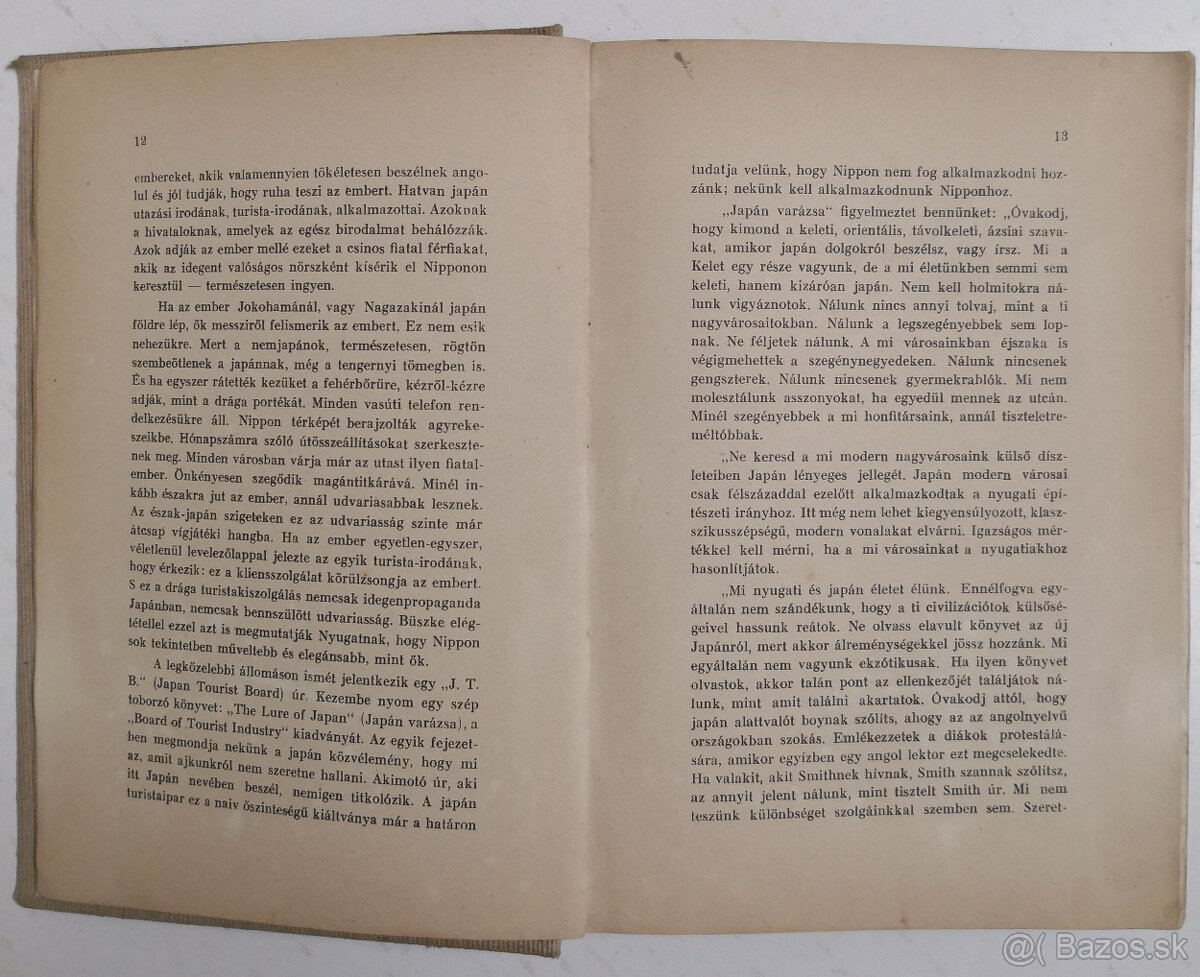 12
embereket, akik valamennyien tökéletesen beszélnek ango-
lul és jól tudják, hogy ruha teszi az embert. Hatvan japán
utazási irodának, turista-irodának, alkalmazottai. Azoknak
a hivataloknak, amelyek az egész birodalmat behálózzák.
Azok adják az ember mellé ezeket a csinos fiatal férfiakat,
akik az idegent valóságos nörszként kísérik el Nipponon
keresztül — természetesen ingyen.
Ha az ember Jokohamánál, vagy Nagazakinál japán
földre lép, ők messziről felismerik az embert. Ez nem esik
nehezükre. Mert a nemjapánok, természetesen, rögtön
szembeötlenek a japánnak, még a tengernyi tömegben is.
És ha egyszer rátették kezüket a fehérbőrűre, kézről-kézre
adják, mint a drága portékát. Minden vasúti telefon ren-
delkezésükre áll. Nippon térképét berajzolták agyreke-
szeikbe. Hónapszámra szóló útösszeállításokat szerkeszte-
nek meg. Minden városban várja már az utast ilyen fiatal-
ember. Önkényesen szegődik magántitkárává. Minél in-
kább északra jut az ember, annál udvariasabbak lesznek.
Az észak-japán szigeteken ez az udvariasság szinte már
átcsap vígjátéki hangba. Ha az ember egyetlen-egyszer,
véletlenül levelezőlappal jelezte az egyik turista-irodának,
hogy érkezik: ez a kliensszolgálat körülzsongja az embert.
S ez a drága turistakiszolgálás nemcsak idegenpropaganda
Japánban, nemcsak bennszülötti udvariasság. Büszke elég-
tétellel ezzel azt is megmutatják Nyugatnak, hogy Nippon
sok tekintetben műveltebb és elegánsabb, mint ők.
A legközelebbi állomáson ismét jelentkezik egy „J. T.
B.“ (Japan Tourist Board) úr. Kezembe nyom egy szép
toborzó könyvet: „The Lure of Japan“ (Japán varázsa), a
„Board of Tourist Industry“ kiadványát. Az egyik fejezet-
ben megmondja nekünk a japán közvélemény, hogy mi
az, amit ajkunkról nem szeretne hallani. Akimotó úr, aki
itt Japán nevében beszél, nemigen titkolózik. A japán
turistaipar ez a naiv őszinteségű kiáltványa már a határon
13
tudatja velünk, hogy Nippon nem fog alkalmazkodni hoz-
zánk; nekünk kell alkalmazkodnunk Nipponhoz.
„Japán varázsa“ figyelmeztet bennünket: „Óvakodj,
hogy kimond a keleti, orientális, távolkeleti, ázsiai szava-
kat, amikor japán dolgokról beszélsz, vagy írsz. Mi a
Kelet egy része vagyunk, de a mi életünkben semmi sem
keleti, hanem kizáróan japán. Nem kell holmitokra ná-
lunk vigyáznotok. Nálunk nincs annyi tolvaj, mint a ti
nagyvárosaitokban. Nálunk a legszegényebbek sem lop-
nak. Ne féljetek nálunk. A mi városainkban éjszaka is
végigmehettek a szegénynegyedeken. Nálunk nincsenek
gengszterek. Nálunk nincsenek gyermekrablók. Mi nem
molesztálunk asszonyokat, ha egyedül mennek az utcán.
Minél szegényebbek a mi honfitársaink, annál tiszteletre-
méltóbbak.
„Ne keresd a mi modern nagyvárosaink külső dísz-
leteiben Japán lényeges jellegét. Japán modern városai
csak félszázaddal ezelőtt alkalmazkodtak a nyugati épí-
tészeti irányhoz. Itt még nem lehet kiegyensúlyozott, klasz-
szikusszépségű, modern vonalakat elvárni. Igazságos mér-
tékkel kell mérni, ha a mi városainkat a nyugatiakhoz
hasonlítjátok.
„Mi nyugati és japán életet élünk. Ennélfogva egy-
általán nem szándékunk, hogy a ti civilizációtok külsősé-
geivel hassunk reátok. Ne olvass elavult könyvet az új
Japánról, mert akkor álreménységekkel jössz hozzánk. Mi
egyáltalán nem vagyunk ekzótikusak. Ha ilyen könyvet
olvastok, akkor talán pont az ellenkezőjét találjátok ná-
lunk, mint amit találni akartatok. Óvakodj attól, hogy
japán alattvalót boynak szólíts, ahogy az az angolnyelvű
országokban szokás. Emlékezzetek a diákok protestálá-
sára, amikor egyízben egy angol lektor ezt megcselekedte.
Ha valakit, akit Smithnek hívnak, Smith szannak szólítsz,
az annyit jelent nálunk, mint tisztelt Smith úr. Mi nem
teszünk különbséget szolgáinkkal szemben sem. Szeret-
@( Bazos.sk